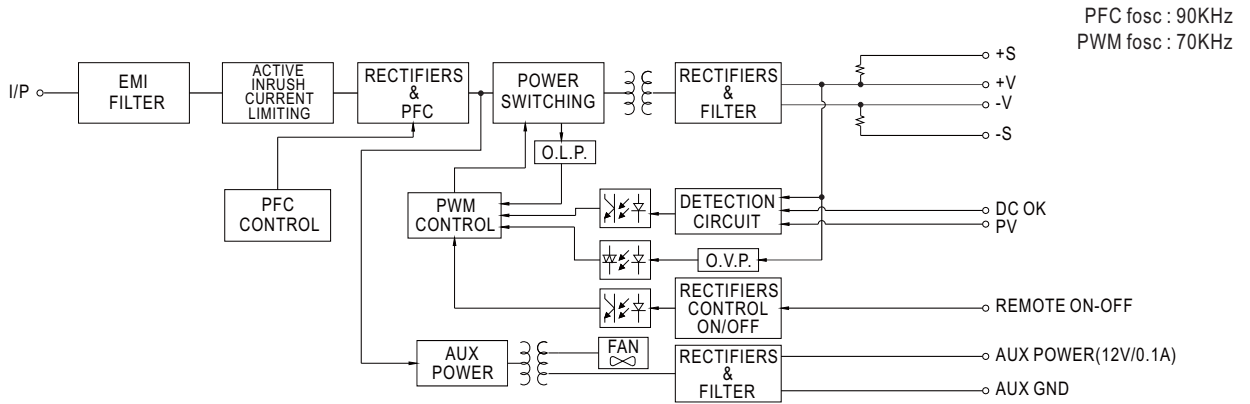 PFC fosc : 90KHz
PWM fosc : 70KHz
I/P
EMI
FILTER
ACTIVE
INRUSH
CURRENT
LIMITING
RECTIFIERS
&
PFC
POWER
SWITCHING
RECTIFIERS
&
FILTER
+S
+V
-V
-S
O.L.P.
PFC
CONTROL
PWM
CONTROL
DETECTION
CIRCUIT
DC OK
PV
O.V.P.
RECTIFIERS
CONTROL
ON/OFF
REMOTE ON-OFF
AUX
POWER
FAN
RECTIFIERS
&
FILTER
AUX POWER(12V/0.1A)
AUX GND